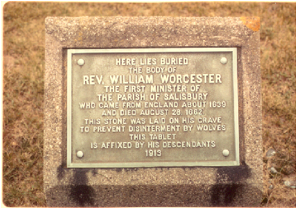 HERE LIES BURIED
THE BODY OF
REV. WILLIAM WORCESTER
THE FIRST MINISTER OF
THE PARISH OF SALISBURY
WHO CAME FROM ENGLAND ABOUT 1639
AND DIED AUGUST 28 1662
THIS STONE WAS LAID ON HIS GRAVE
TO PREVENT DISINTERMENT BY WOLVES
THIS TABLET
IS AFFIXED BY HIS DESCENDANTS
1913